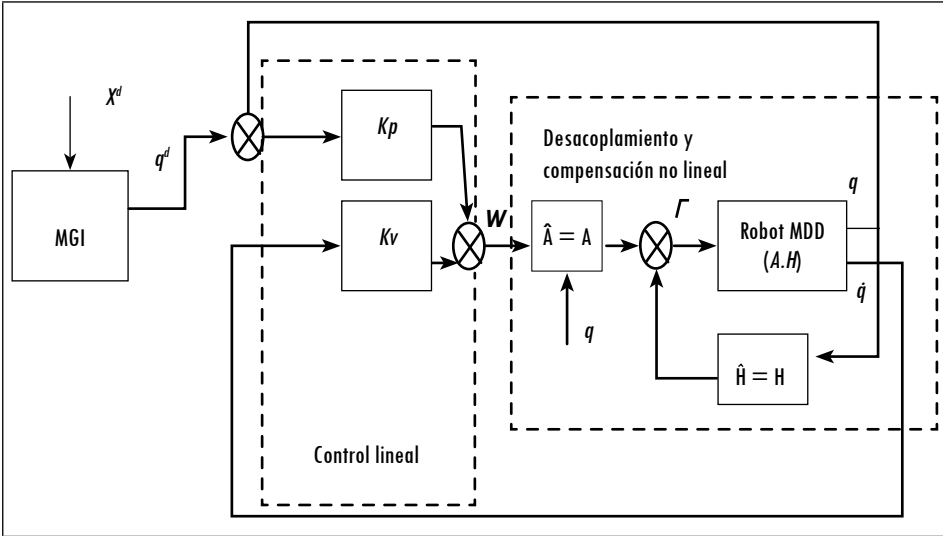 X^d
q^d
MGI
Kp
Kv
W
Control lineal
Desacoplamiento y
compensación no lineal
Â = A
q
Γ
Robot MDD
(A.H)
q
q̇
Ĥ = H